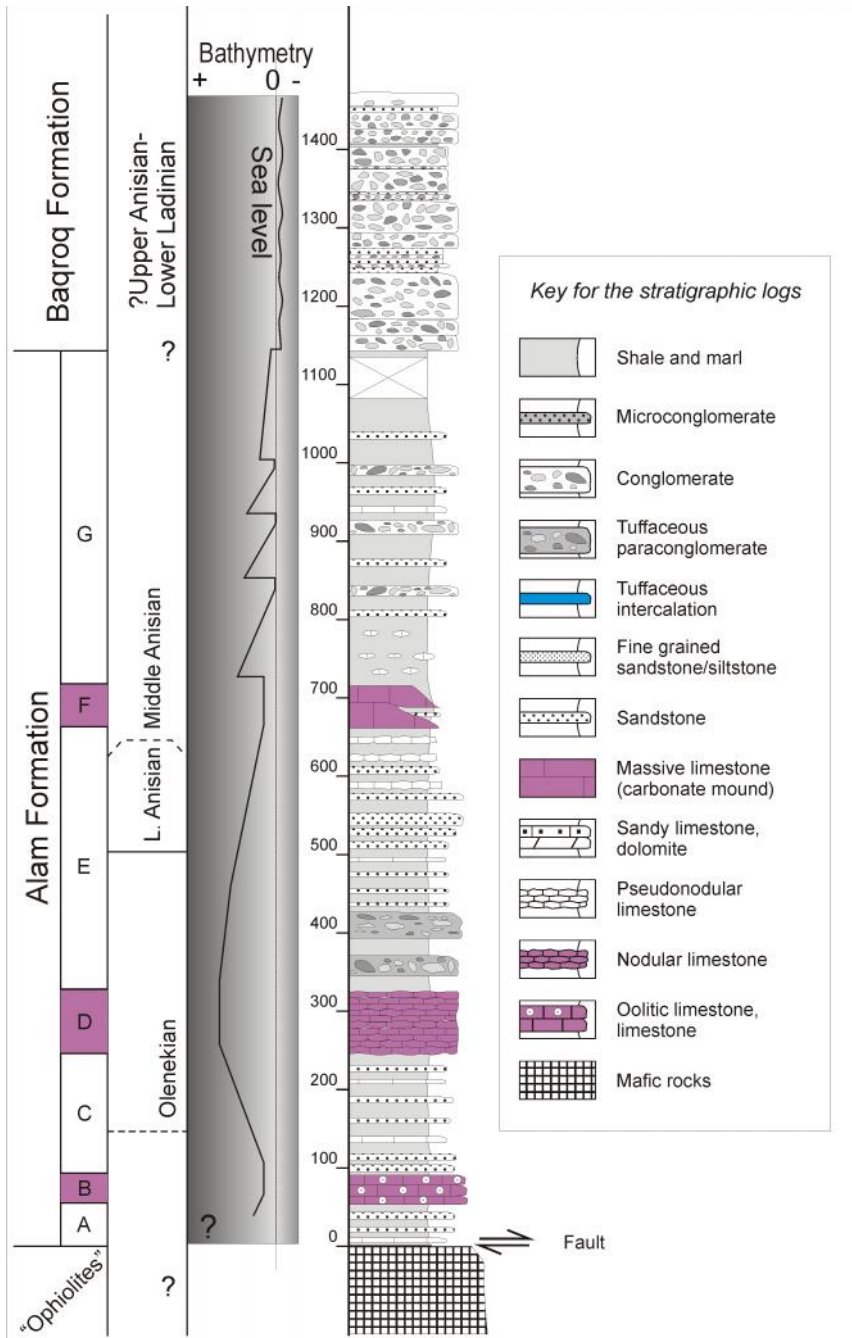 Bathymetry
+ 0 -
Sea level
Baqroq Formation
?Upper Anisian-
Lower Ladinian
?
Alam Formation
G
F
E
D
C
B
A
Middle Anisian
L. Anisian
Olenekian
?
"Ophiolites"
?
1400
1300
1200
1100
1000
900
800
700
600
500
400
300
200
100
0
Fault
Key for the stratigraphic logs
Shale and marl
Microconglomerate
Conglomerate
Tuffaceous
paraconglomerate
Tuffaceous
intercalation
Fine grained
sandstone/siltstone
Sandstone
Massive limestone
(carbonate mound)
Sandy limestone,
dolomite
Pseudonodular
limestone
Nodular limestone
Oolitic limestone,
limestone
Mafic rocks